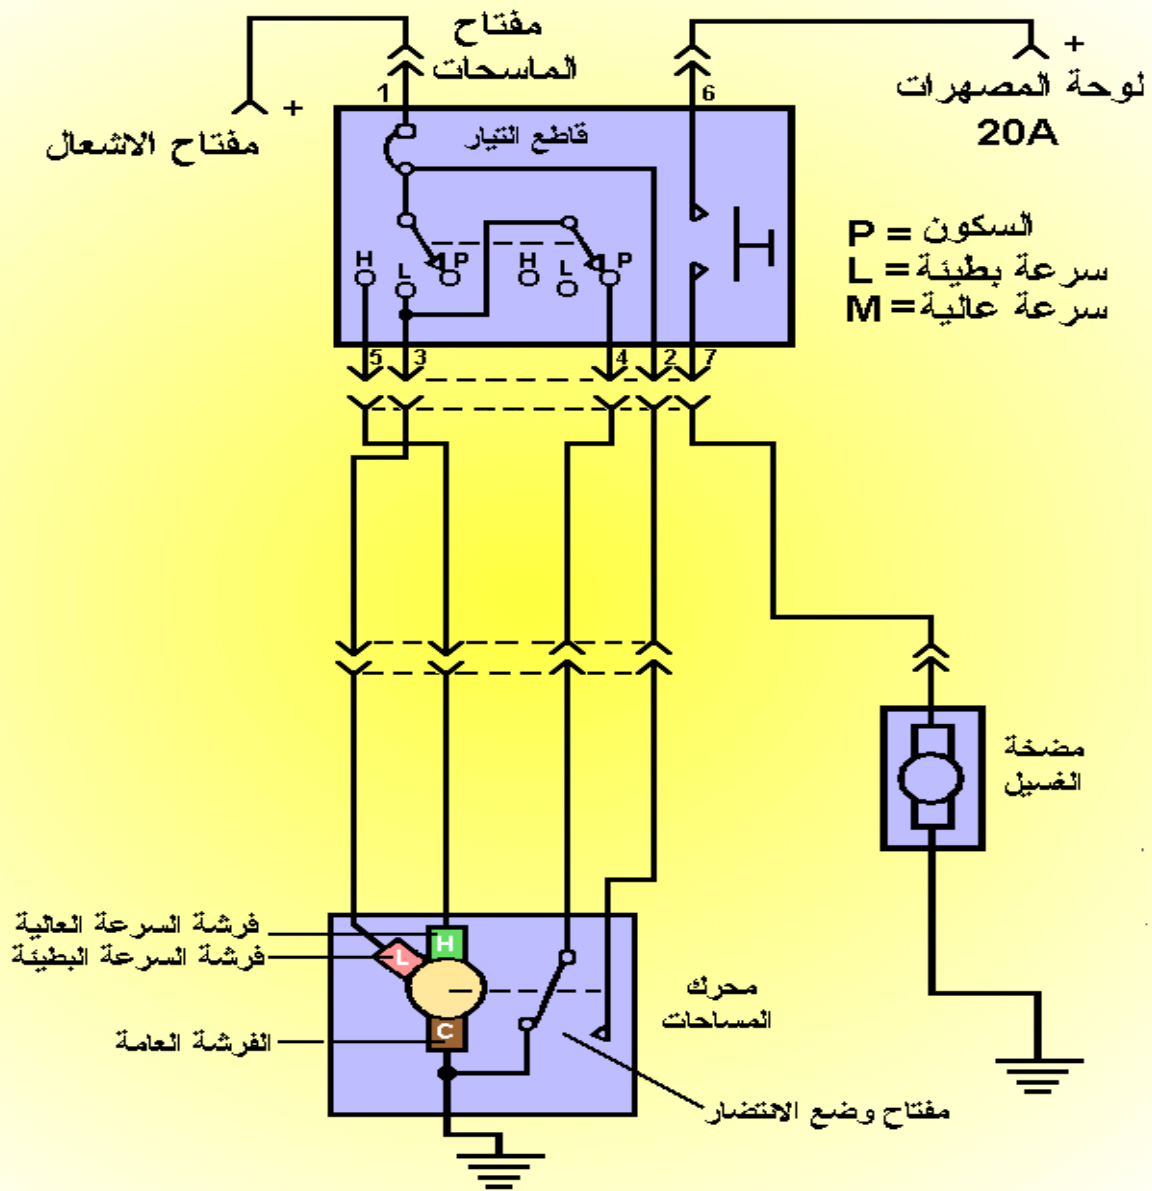 مفتاح
الماسحات
+
مفتاح الاشعال
+
لوحة المصهرات
20A
1
6
قاطع التيار
P = السكون
L = سرعة بطيئة
M = سرعة عالية
H
L
P
H
L
P
5
3
4
2
7
مضخة
الغسيل
فرشة السرعة العالية
فرشة السرعة البطيئة
H
L
C
الفرشة العامة
محرك
المساحات
مفتاح وضع الانتضار